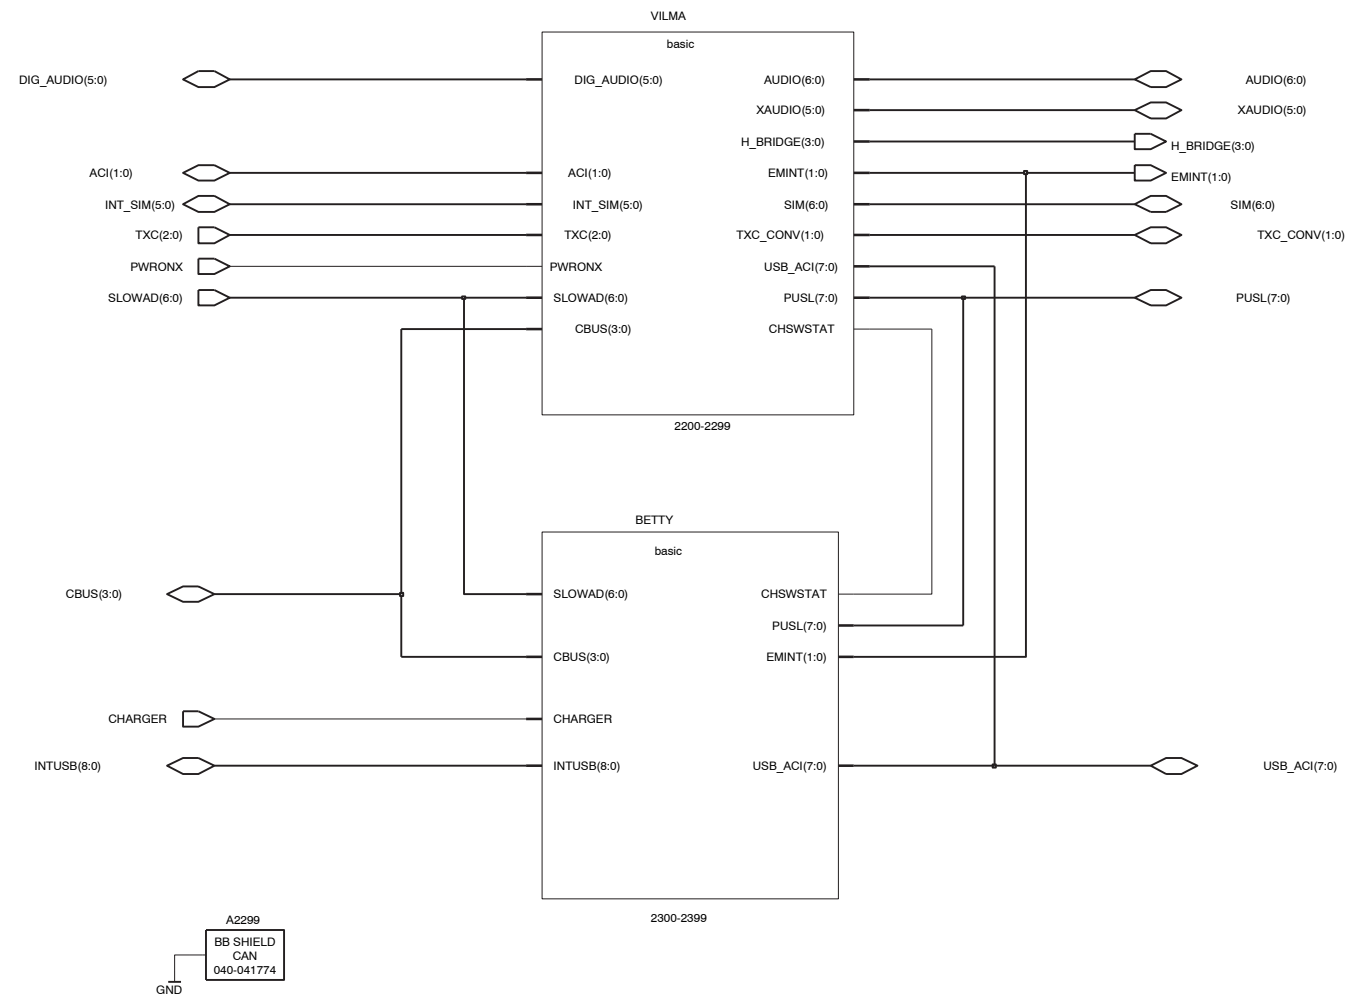 VILMA
basic
DIG_AUDIO(5:0) DIG_AUDIO(5:0) AUDIO(6:0) AUDIO(6:0)
XAUDIO(5:0) XAUDIO(5:0)
H_BRIDGE(3:0) H_BRIDGE(3:0)
ACI(1:0) ACI(1:0) EMINT(1:0) EMINT(1:0)
INT_SIM(5:0) INT_SIM(5:0) SIM(6:0) SIM(6:0)
TXC(2:0) TXC(2:0) TXC_CONV(1:0) TXC_CONV(1:0)
PWRONX PWRONX USB_ACI(7:0)
SLOWAD(6:0) SLOWAD(6:0) PUSL(7:0) PUSL(7:0)
CBUS(3:0) CHSWSTAT
2200-2299
BETTY
basic
CBUS(3:0) SLOWAD(6:0) CHSWSTAT
PUSL(7:0)
CBUS(3:0) EMINT(1:0)
CHARGER CHARGER
INTUSB(8:0) INTUSB(8:0) USB_ACI(7:0) USB_ACI(7:0)
2300-2399
A2299
BB SHIELD
CAN
040-041774
GND